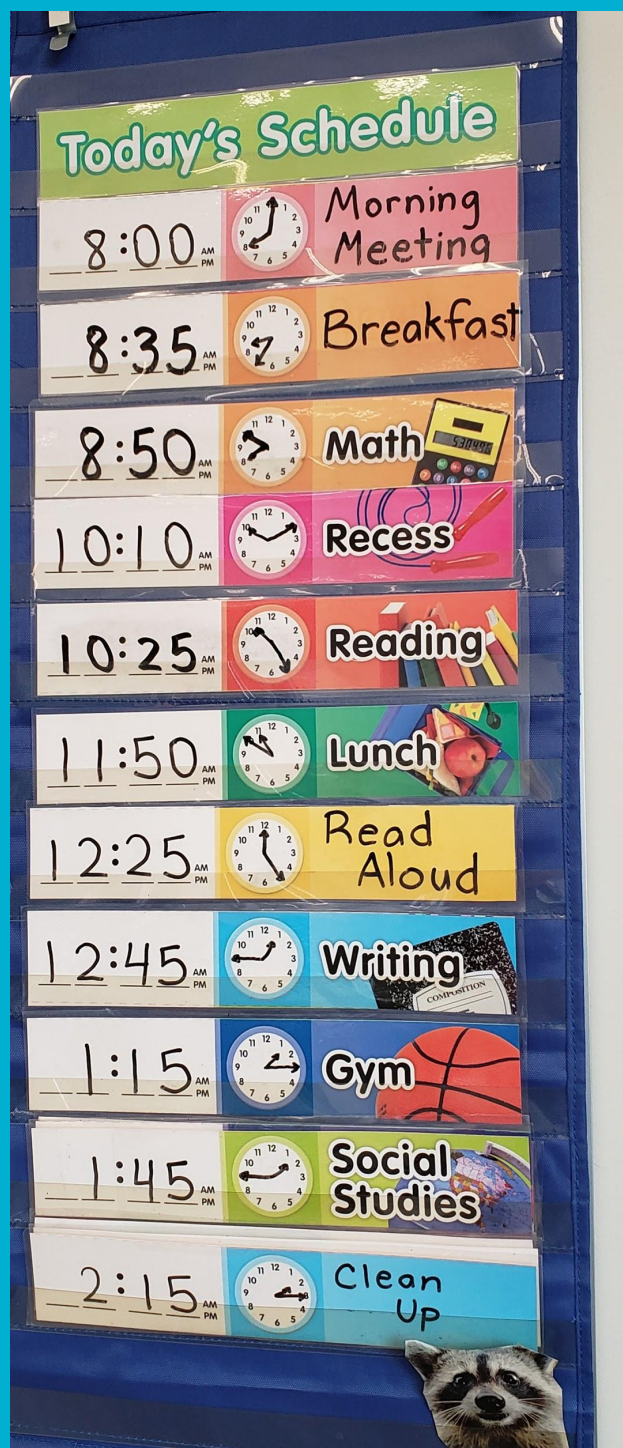 Today's Schedule
8:00 AM PM Morning
Meeting
8:35 AM PM Breakfast
8:50 AM PM Math
10:10 AM PM Recess
10:25 AM PM Reading
11:50 AM PM Lunch
12:25 AM PM Read
Aloud
12:45 AM PM Writing
COMPOSITION
1:15 AM PM Gym
1:45 AM PM Social
Studies
2:15 AM PM Clean
Up